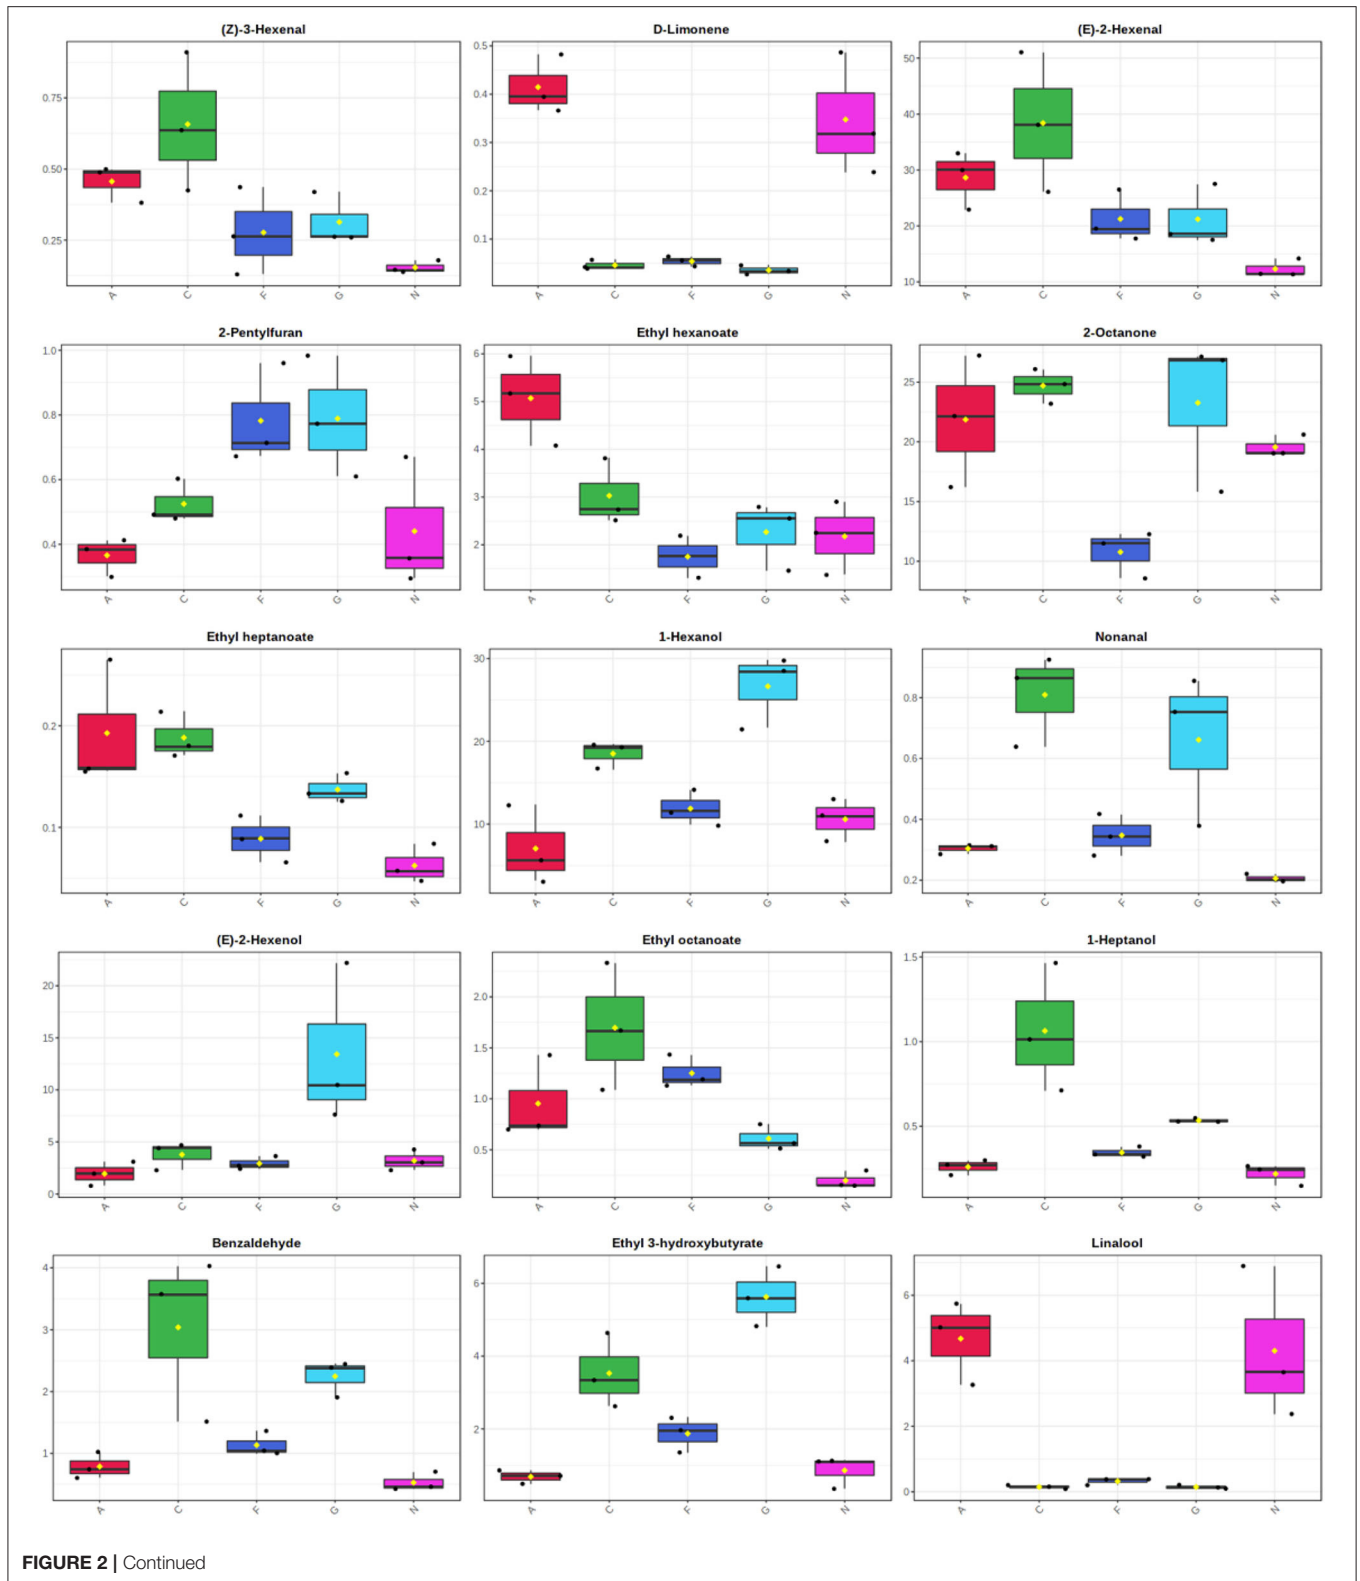 (Z)-3-Hexenal D-Limonene (E)-2-Hexenal
0.75 0.50 0.25
0.5 0.4 0.3 0.2 0.1
50 40 30 20 10
A C F G N A C F G N A C F G N
2-Pentylfuran Ethyl hexanoate 2-Octanone
1.0 0.8 0.6 0.4
6 5 4 3 2
25 20 15 10
A C F G N A C F G N A C F G N
Ethyl heptanoate 1-Hexanol Nonanal
0.2 0.1
30 20 10
0.8 0.6 0.4 0.2
A C F G N A C F G N A C F G N
(E)-2-Hexenol Ethyl octanoate 1-Heptanol
20 15 10 5 0
2.0 1.5 1.0 0.5
1.5 1.0 0.5
A C F G N A C F G N A C F G N
Benzaldehyde Ethyl 3-hydroxybutyrate Linalool
4 3 2 1
6 4 2
6 4 2 0
A C F G N A C F G N A C F G N
FIGURE 2 | Continued